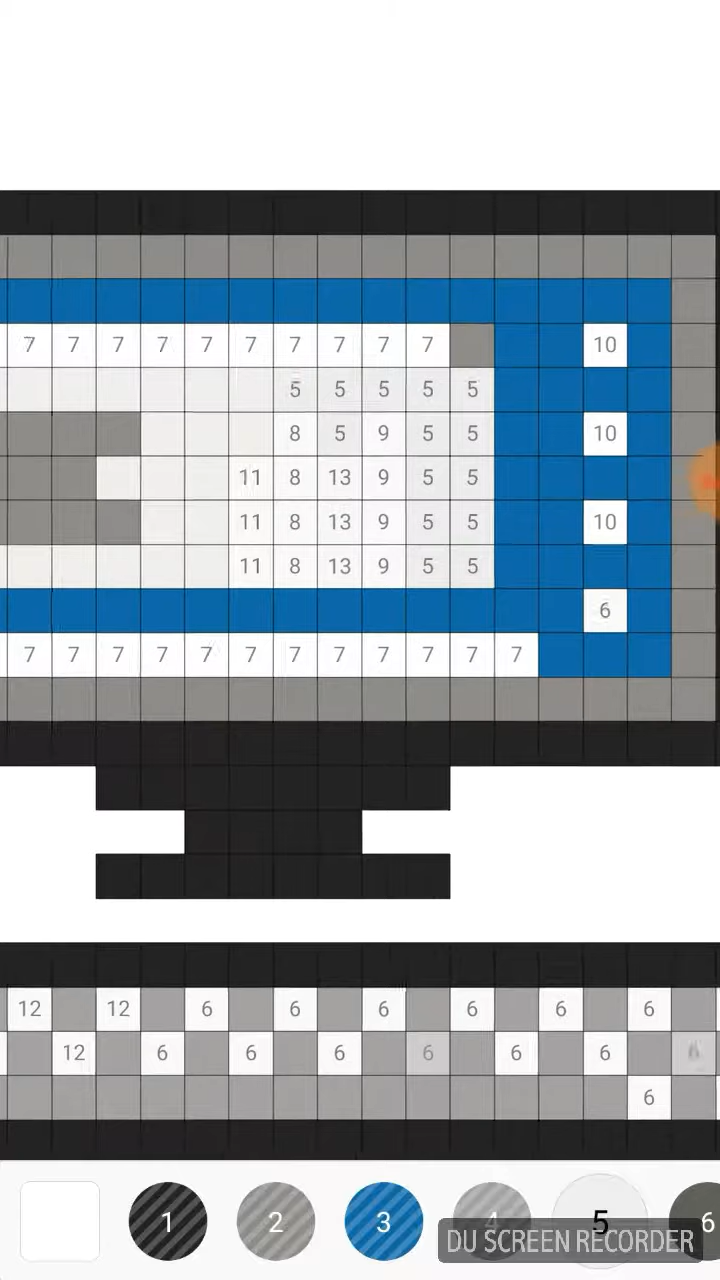 7 7 7 7 7 7 7 7 7 7 10
5 5 5 5 5
8 5 9 5 5 10
11 8 13 9 5 5
11 8 13 9 5 5 10
11 8 13 9 5 5
6
7 7 7 7 7 7 7 7 7 7 7 7
12 12 6 6 6 6 6 6
12 6 6 6 6 6 6 6
6
1 2 3 4 5 6
DU SCREEN RECORDER